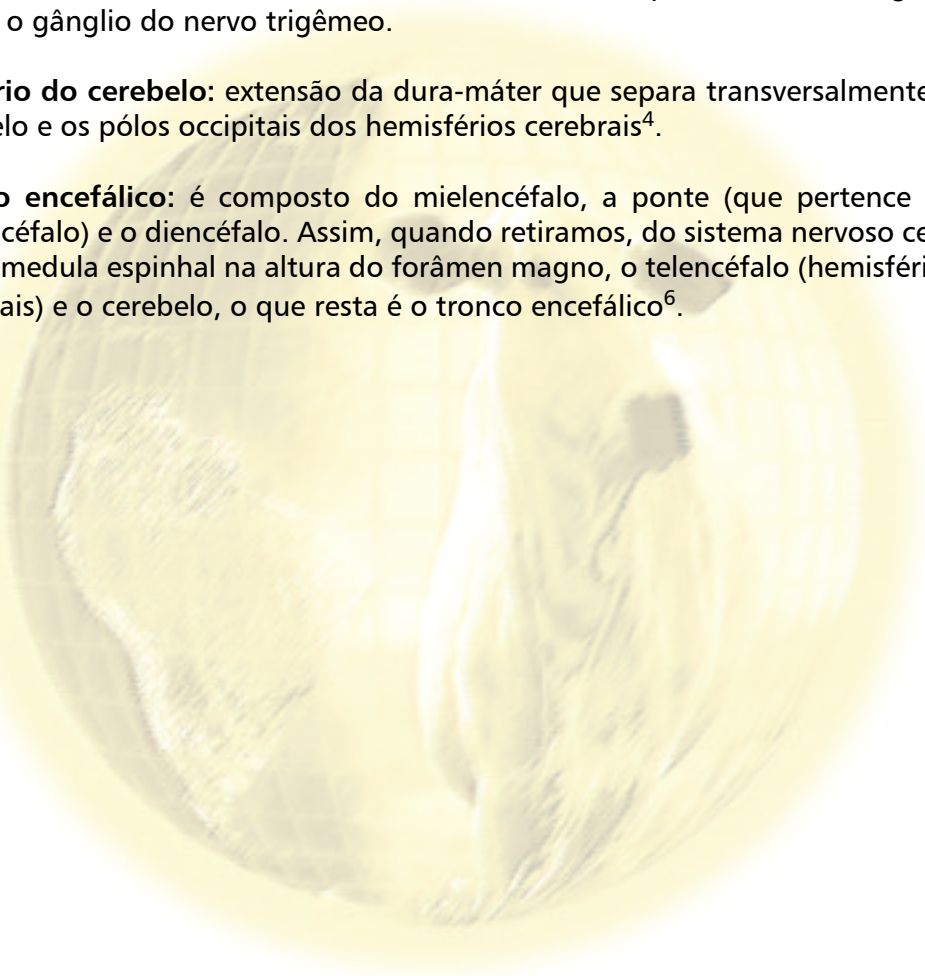 o gânglio do nervo trigêmeo.
rio do cerebelo: extensão da dura-máter que separa transversalmente
elo e os pólos occipitais dos hemisférios cerebrais4.
o encefálico: é composto do mielencéfalo, a ponte (que pertence
céfalo) e o diencéfalo. Assim, quando retiramos, do sistema nervoso ce
medula espinhal na altura do forâmen magno, o telencéfalo (hemisféri
ais) e o cerebelo, o que resta é o tronco encefálico6.